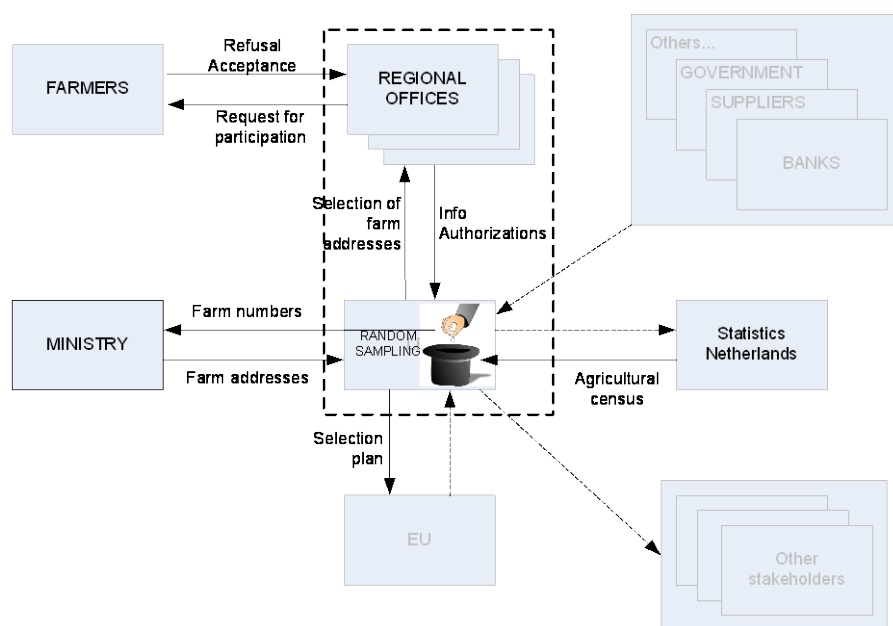 Refusal
Acceptance
FARMERS
REGIONAL
OFFICES
Request for
participation
Others...
GOVERNMENT
SUPPLIERS
BANKS
Selection of
farm
addresses
Info
Authorizations
Farm numbers
MINISTRY
RANDOM
SAMPLING
Farm addresses
Statistics
Netherlands
Agricultural
census
Selection
plan
EU
Other
stakeholders